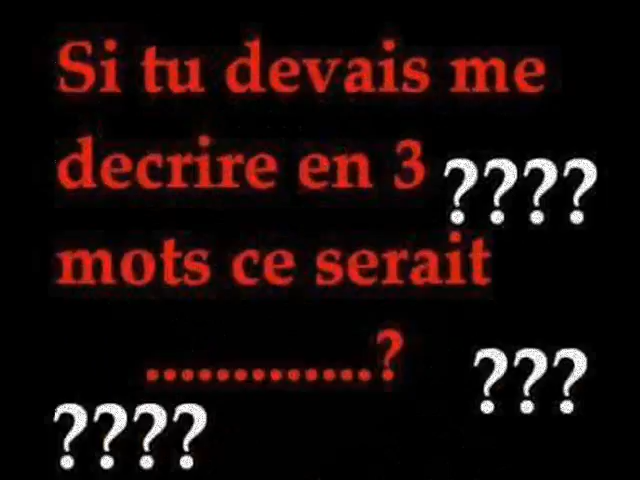 Si tu devais me
decrire en 3 ????
mots ce serait
.............?
???
????